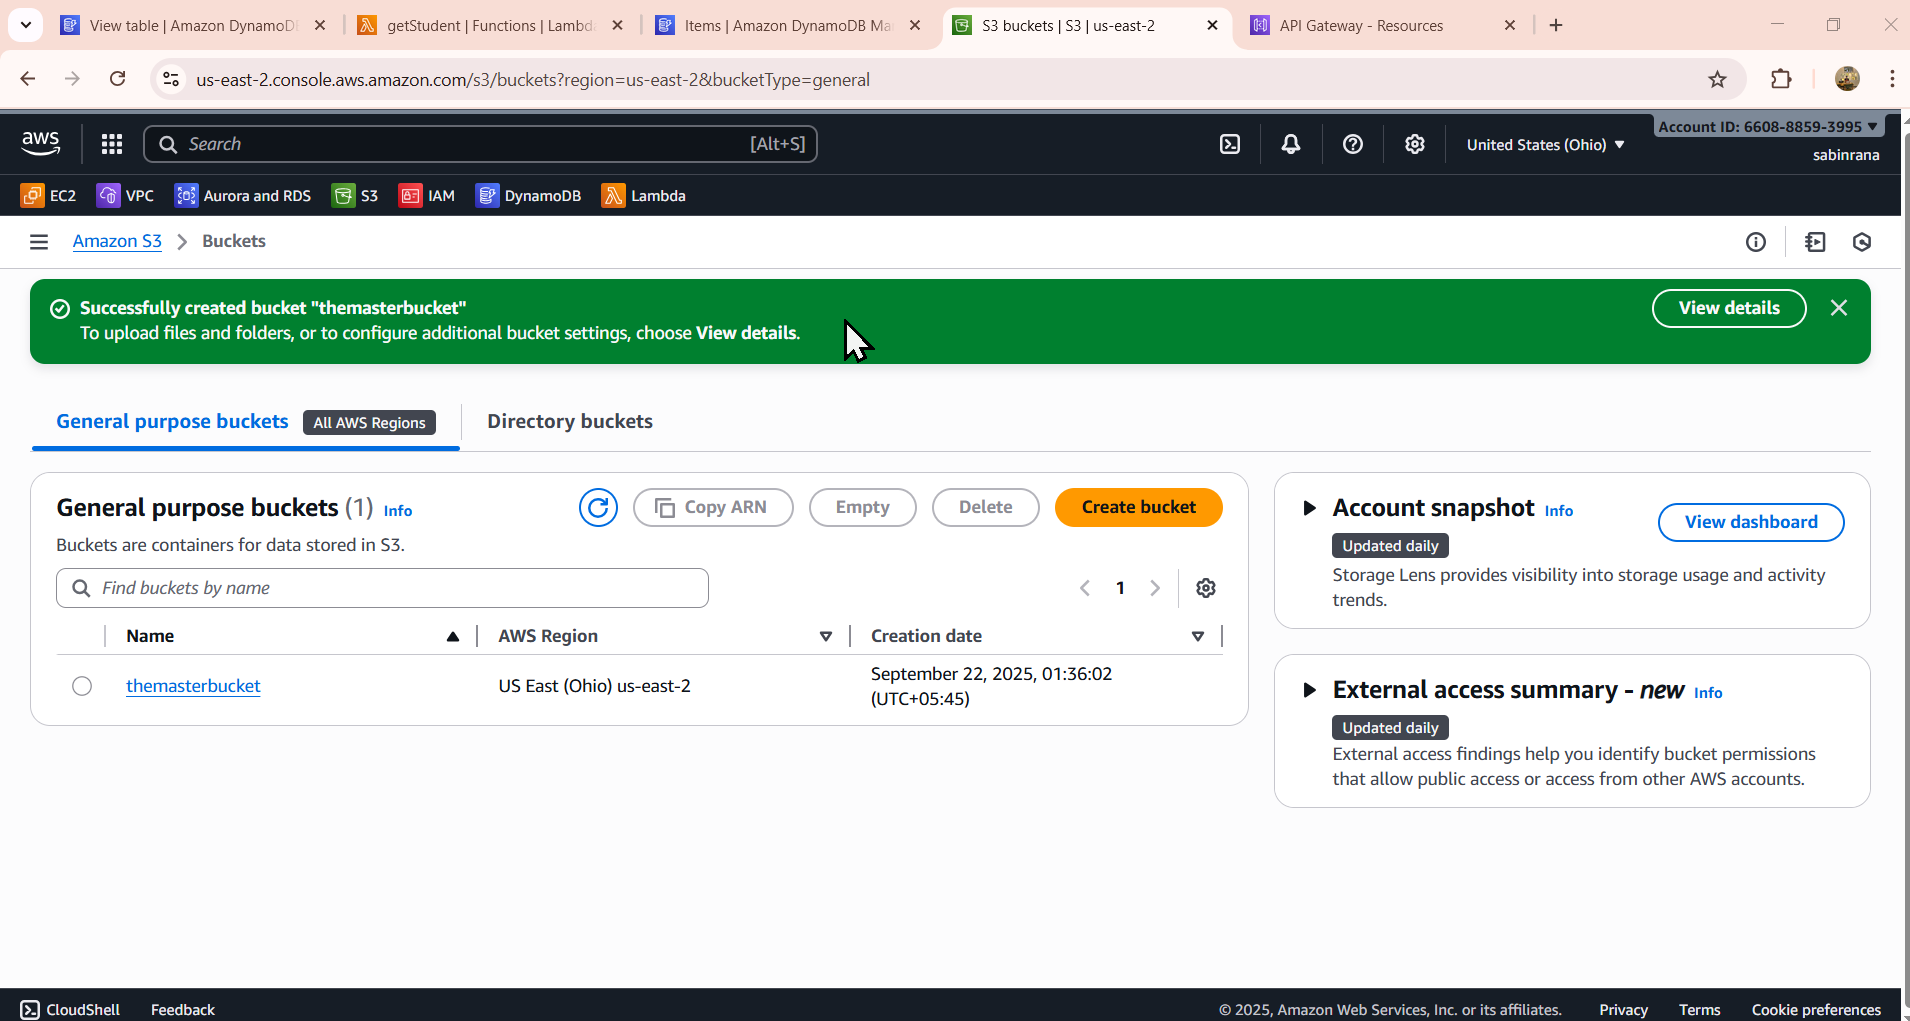 View table | Amazon DynamoDB
getStudent | Functions | Lambda
Items | Amazon DynamoDB Man
S3 buckets | S3 | us-east-2
API Gateway - Resources
us-east-2.console.aws.amazon.com/s3/buckets?region=us-east-2&bucketType=general
aws
Search
[Alt+S]
United States (Ohio)
Account ID: 6608-8859-3995
sabinrana
EC2
VPC
Aurora and RDS
S3
IAM
DynamoDB
Lambda
Amazon S3
Buckets
Successfully created bucket "themasterbucket"
To upload files and folders, or to configure additional bucket settings, choose View details.
View details
General purpose buckets
All AWS Regions
Directory buckets
General purpose buckets (1) Info
Copy ARN
Empty
Delete
Create bucket
Buckets are containers for data stored in S3.
Find buckets by name
1
Name
AWS Region
Creation date
themasterbucket
US East (Ohio) us-east-2
September 22, 2025, 01:36:02
(UTC+05:45)
Account snapshot Info
View dashboard
Updated daily
Storage Lens provides visibility into storage usage and activity
trends.
External access summary - new Info
Updated daily
External access findings help you identify bucket permissions
that allow public access or access from other AWS accounts.
CloudShell
Feedback
© 2025, Amazon Web Services, Inc. or its affiliates.
Privacy
Terms
Cookie preferences